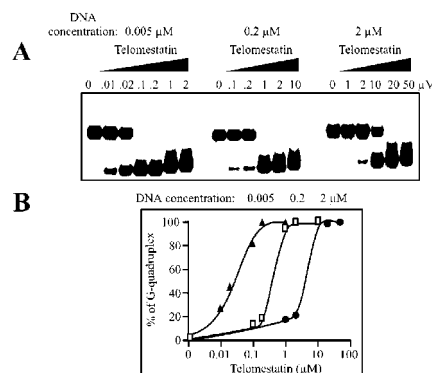 DNA
concentration: 0.005 µM 0.2 µM 2 µM
A Telomestatin Telomestatin Telomestatin
0 .01 .02 .1 .2 1 2 0 .1 .2 1 2 10 0 1 2 10 20 50 µV
B DNA concentration: 0.005 0.2 2 µM
% of G-quadruplex
100
80
60
40
20
0
0 0.01 0.1 1 10 100
Telomestatin (µM)